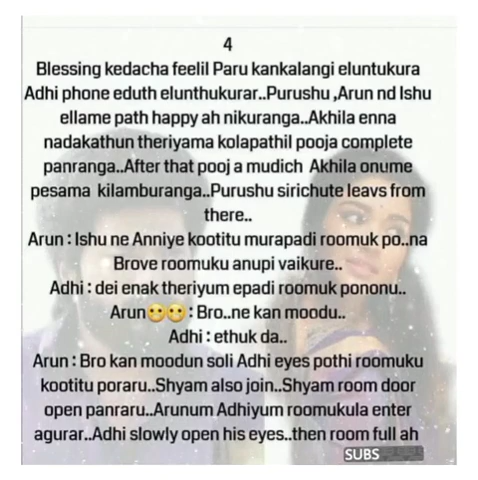 4
Blessing kedacha feelil Paru kankalangi eluntukura
Adhi phone eduth elunthukurar..Purushu ,Arun nd Ishu
ellame path happy ah nikuranga..Akhila enna
nadakathun theriyama kolapathil pooja complete
panranga..After that pooj a mudich Akhila onume
pesama kilamburanga..Purushu sirichute leavs from
there..
Arun : Ishu ne Anniye kootitu murapadi roomuk po..na
Brove roomuku anupi vaikure..
Adhi : dei enak theriyum epadi roomuk pononu..
Arun😬😬 : Bro..ne kan moodu..
Adhi : ethuk da..
Arun : Bro kan moodun soli Adhi eyes pothi roomuku
kootitu poraru..Shyam also join..Shyam room door
open panraru..Arunum Adhiyum roomukula enter
agurar..Adhi slowly open his eyes..then room full ah
SUBS